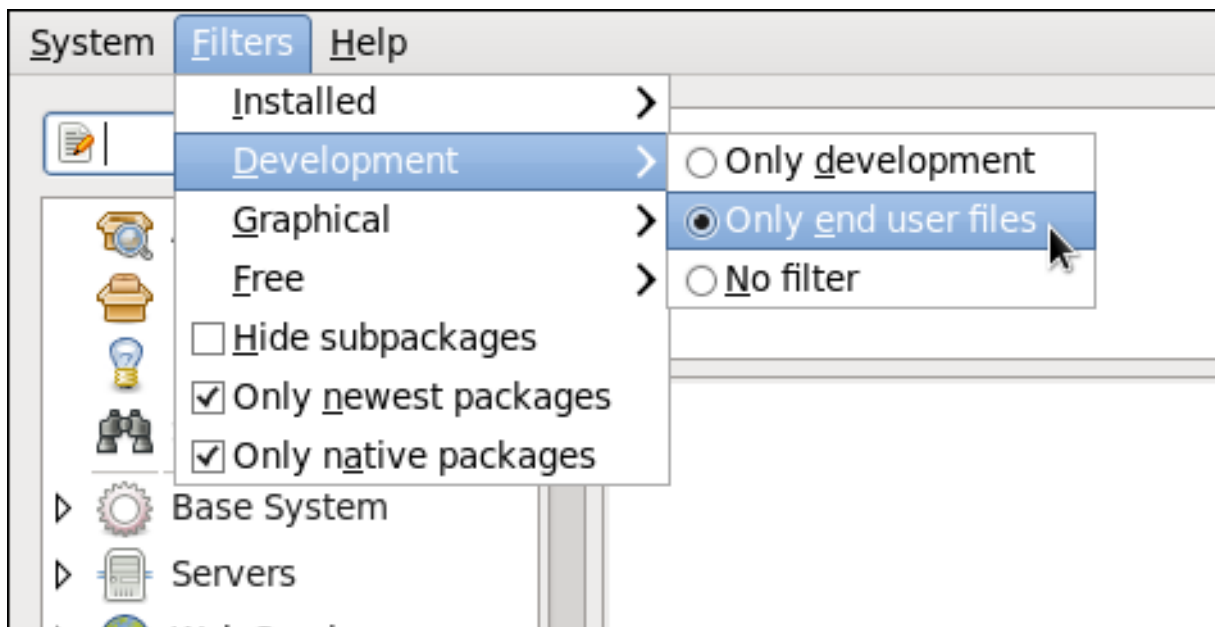 System Filters Help
Installed
Development
Graphical
Free
Hide subpackages
Only newest packages
Only native packages
Only development
Only end user files
No filter
Base System
Servers